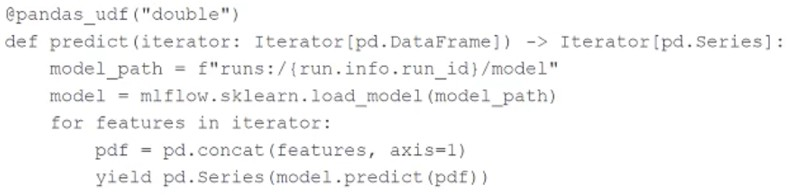 @pandas_udf("double")
def predict(iterator: Iterator[pd.DataFrame]) -> Iterator[pd.Series]:
    model_path = f"runs:/{run.info.run_id}/model"
    model = mlflow.sklearn.load_model(model_path)
    for features in iterator:
        pdf = pd.concat(features, axis=1)
        yield pd.Series(model.predict(pdf))